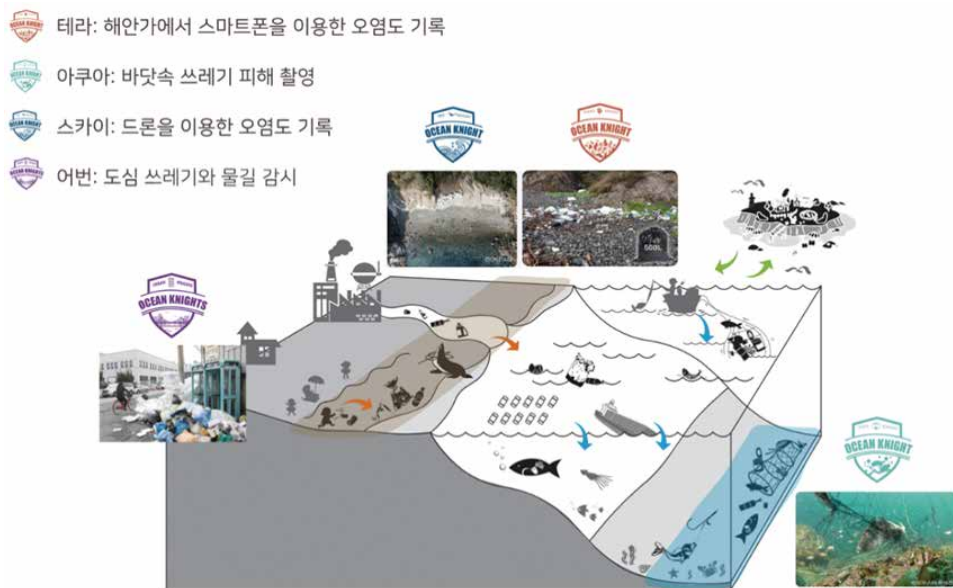 테라: 해안가에서 스마트폰을 이용한 오염도 기록
아쿠아: 바닷속 쓰레기 피해 촬영
스카이: 드론을 이용한 오염도 기록
어번: 도심 쓰레기와 물길 감시
OCEAN KNIGHT
OCEAN KNIGHT
500L
OCEAN KNIGHTS
OCEAN KNIGHT